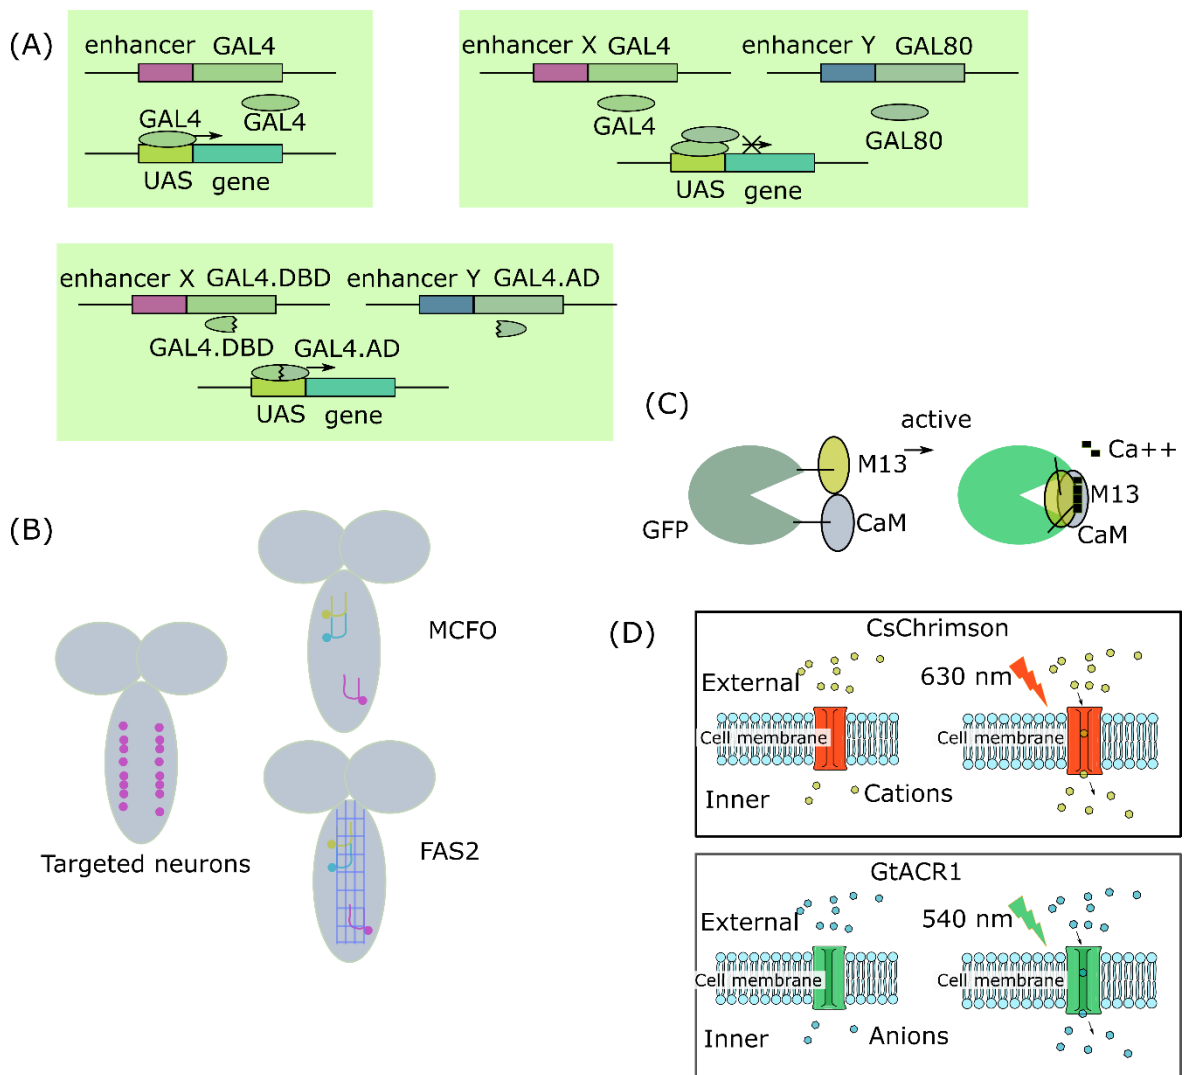 (A)
enhancer GAL4
GAL4
GAL4
UAS gene
enhancer X GAL4
enhancer Y GAL80
GAL4
GAL80
UAS gene
enhancer X GAL4.DBD
enhancer Y GAL4.AD
GAL4.DBD GAL4.AD
UAS gene
(B)
Targeted neurons
MCFO
FAS2
(C)
active
GFP
M13
CaM
Ca++
M13
CaM
(D)
CsChrimson
External
630 nm
Cell membrane
Cell membrane
Inner
Cations
GtACR1
External
540 nm
Cell membrane
Cell membrane
Inner
Anions